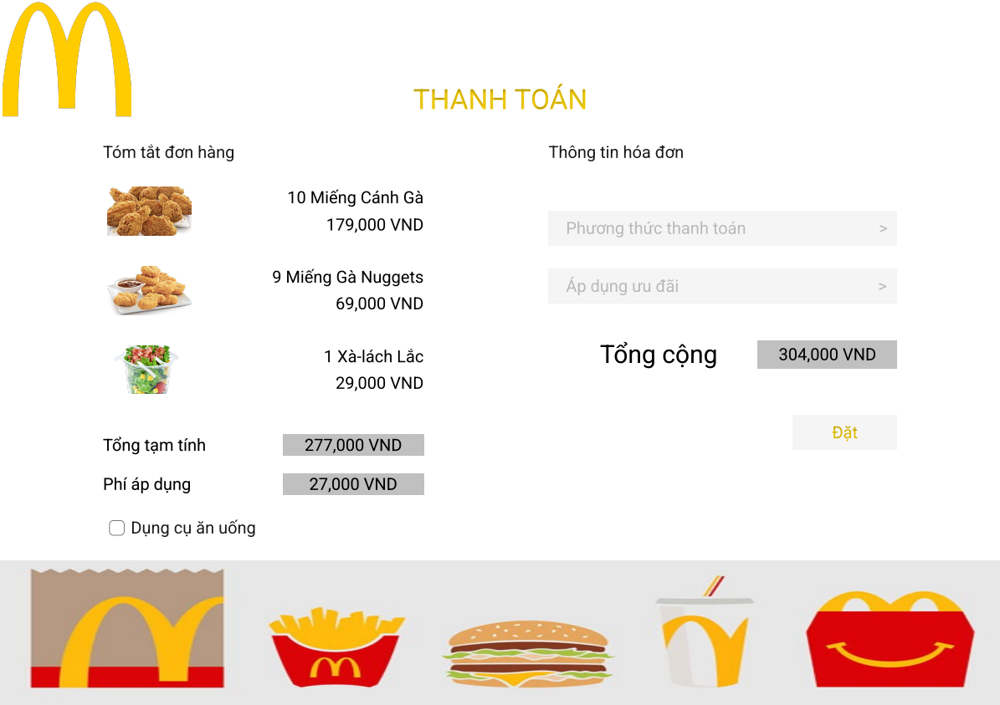 THANH TOÁN
Tóm tắt đơn hàng
10 Miếng Cánh Gà
179,000 VND
9 Miếng Gà Nuggets
69,000 VND
1 Xà-lách Lắc
29,000 VND
Tổng tạm tính
277,000 VND
Phí áp dụng
27,000 VND
Dụng cụ ăn uống
Thông tin hóa đơn
Phương thức thanh toán >
Áp dụng ưu đãi >
Tổng cộng
304,000 VND
Đặt